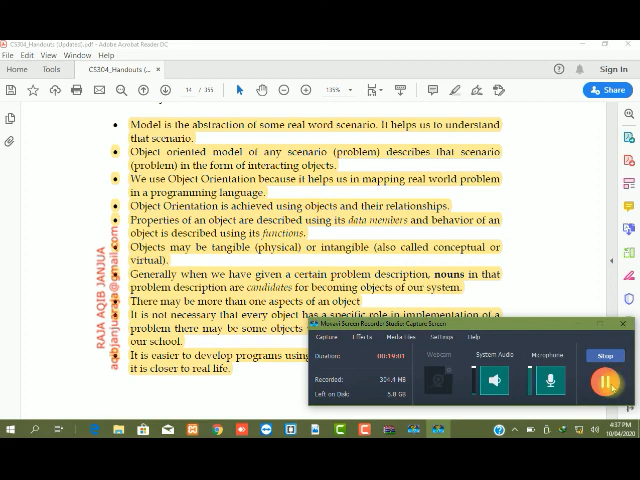 CS304_Handouts (Updated).pdf - Adobe Acrobat Reader DC
File Edit View Window Help
Home Tools CS304_Handouts (... × Sign In
14 / 355 135% Share
Model is the abstraction of some real word scenario. It helps us to understand
that scenario.
Object oriented model of any scenario (problem) describes that scenario
(problem) in the form of interacting objects.
We use Object Orientation because it helps us in mapping real world problem
in a programming language.
Object Orientation is achieved using objects and their relationships.
Properties of an object are described using its data members and behavior of an
object is described using its functions.
Objects may be tangible (physical) or intangible (also called conceptual or
virtual).
Generally when we have given a certain problem description, nouns in that
problem description are candidates for becoming objects of our system.
There may be more than one aspects of an object
It is not necessary that every object has a specific role in implementation of a
problem there may be some objects
our school.
It is easier to develop programs using
it is closer to real life.
RAJA AQIB JANJUA
aqibjanjuaraja@gmail.com
Movavi Screen Recorder Studio: Capture Screen
Capture Effects Media Files Settings Help
Duration: 00:19:01
Recorded: 304.4 MB
Left on Disk: 5.8 GB
Webcam System Audio Microphone
Stop
4:37 PM
10/04/2020